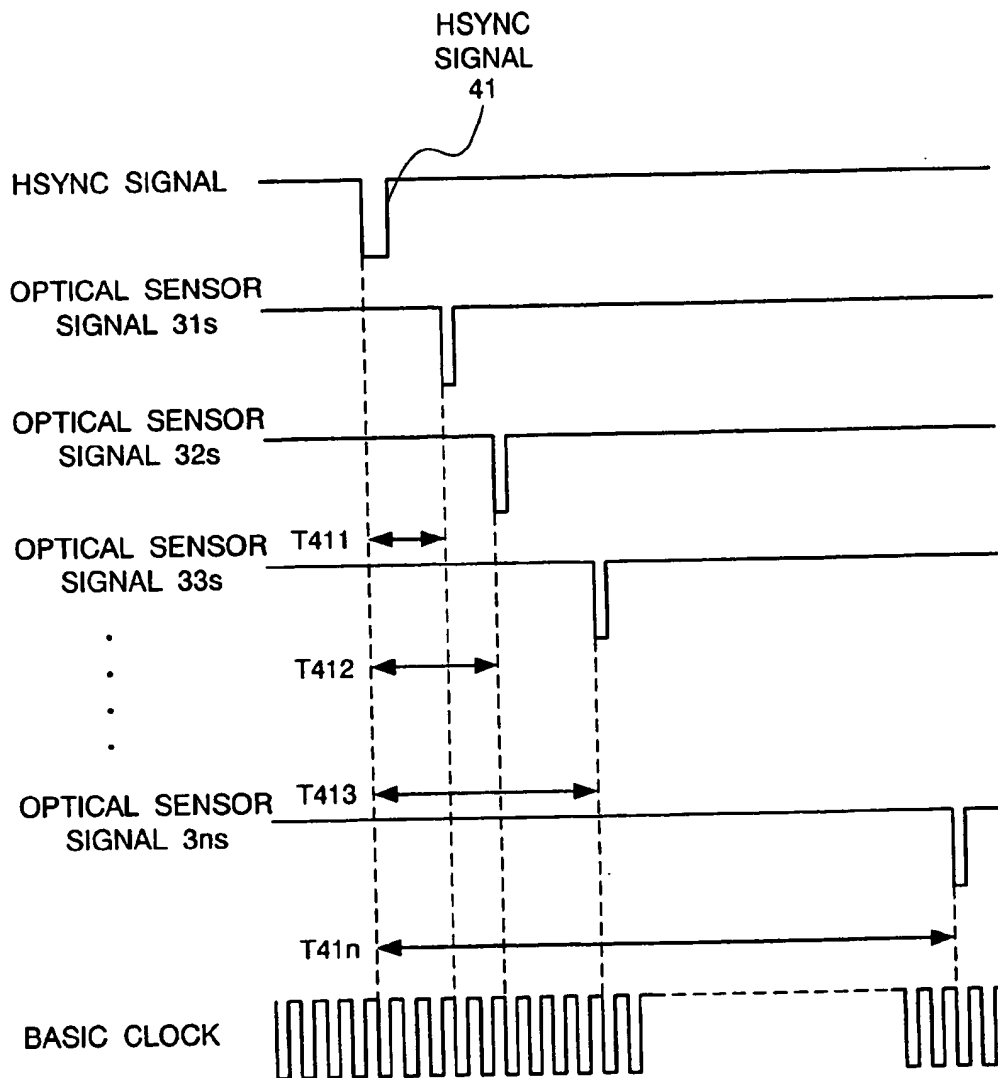 HSYNC
SIGNAL
41
HSYNC SIGNAL
OPTICAL SENSOR
SIGNAL 31s
OPTICAL SENSOR
SIGNAL 32s
T411
OPTICAL SENSOR
SIGNAL 33s
T412
T413
OPTICAL SENSOR
SIGNAL 3ns
T41n
BASIC CLOCK